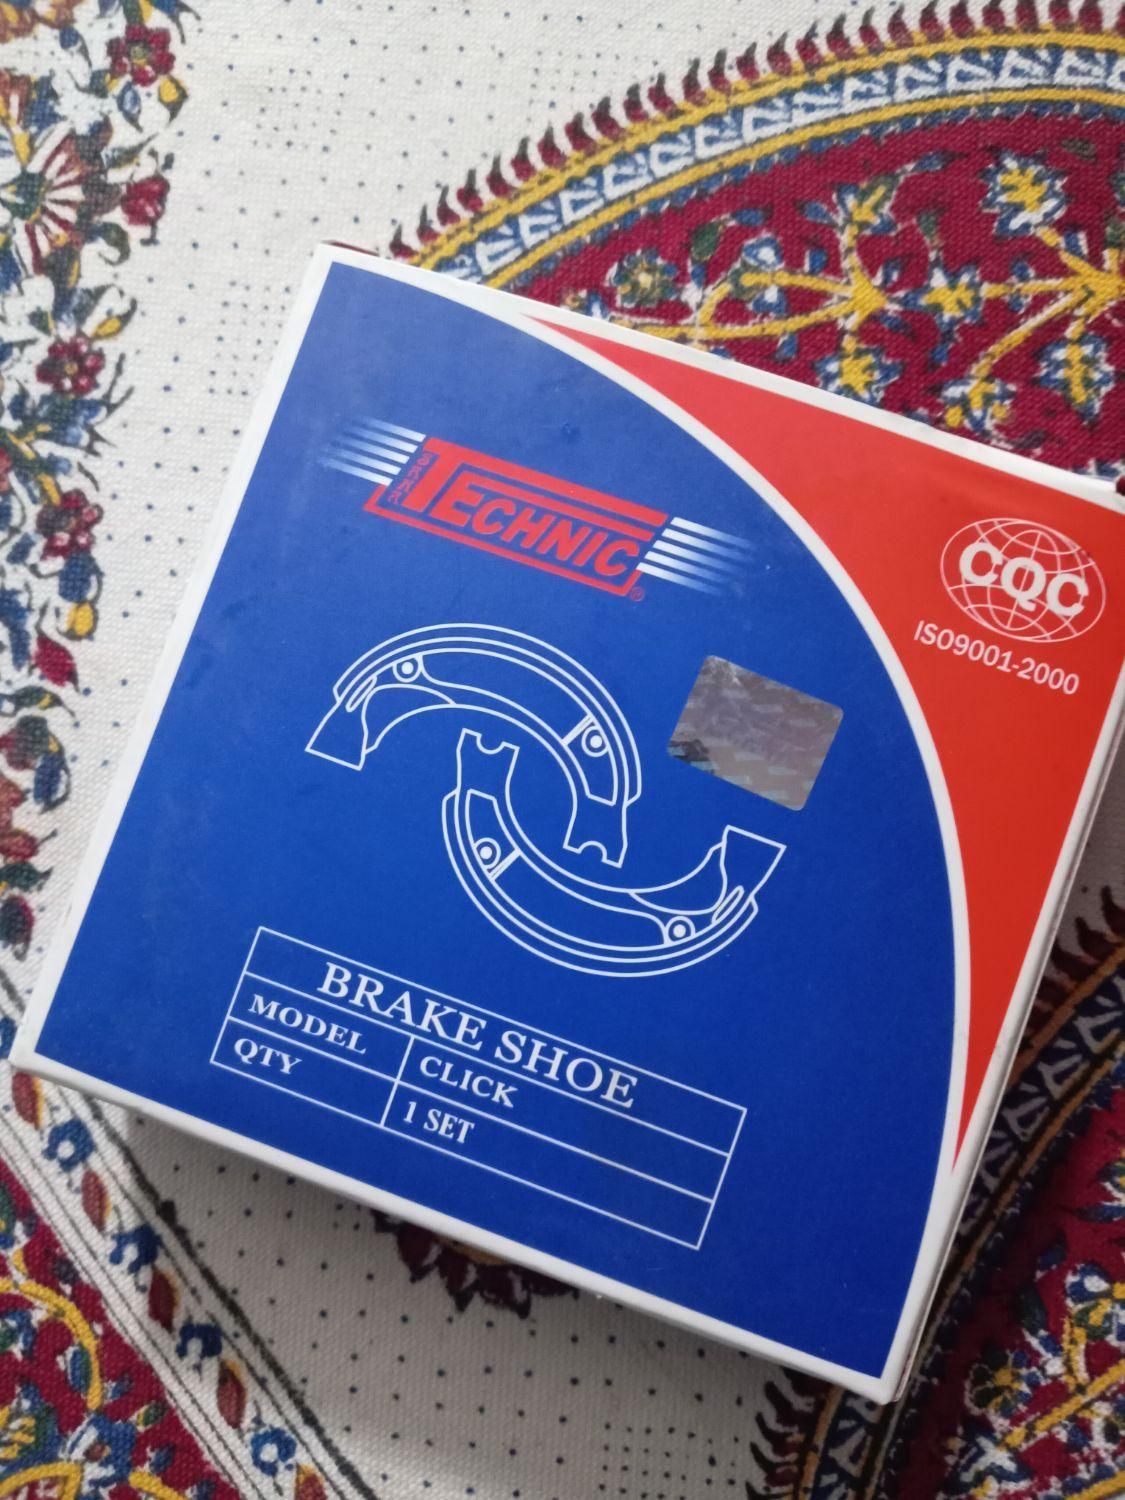 TECHNIC
®
CQC
ISO9001-2000
BRAKE SHOE
MODEL CLICK
QTY 1 SET